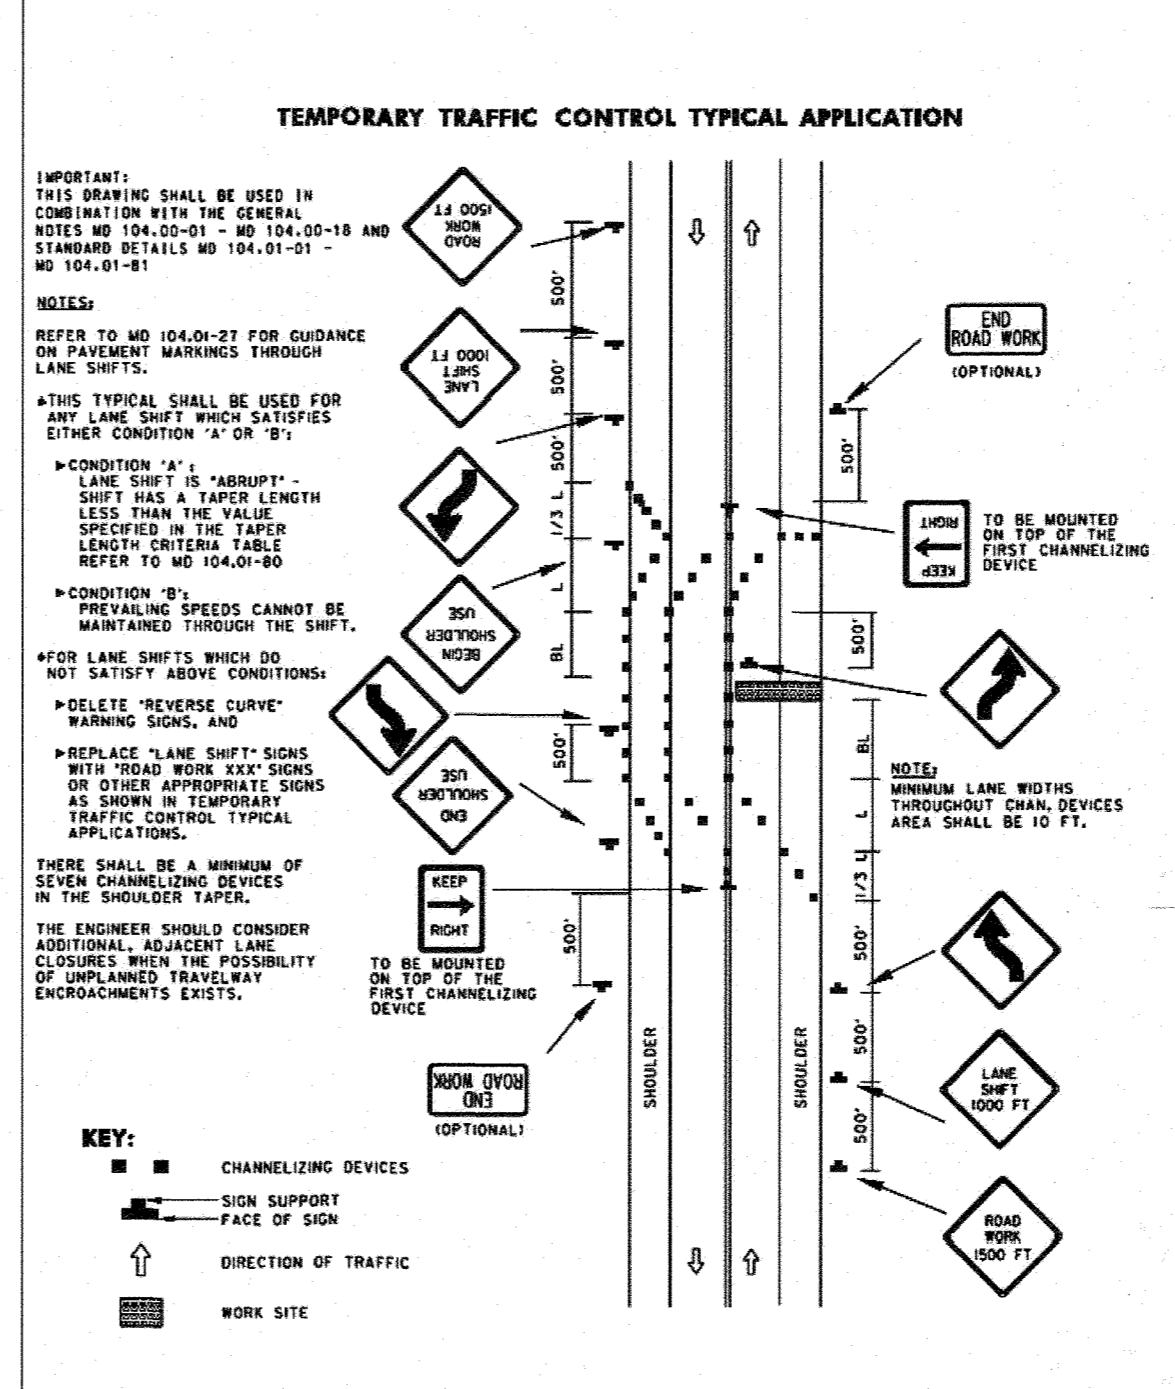 TEMPORARY TRAFFIC CONTROL TYPICAL APPLICATION
IMPORTANT:
THIS DRAWING SHALL BE USED IN
COMBINATION WITH THE GENERAL
NOTES MD 104.00-01 - MD 104.00-18 AND
STANDARD DETAILS MD 104.01-01 -
MD 104.01-81
NOTES:
REFER TO MD 104.01-27 FOR GUIDANCE
ON PAVEMENT MARKINGS THROUGH
LANE SHIFTS.
THIS TYPICAL SHALL BE USED FOR
ANY LANE SHIFT WHICH SATISFIES
EITHER CONDITION 'A' OR 'B':
CONDITION 'A':
LANE SHIFT IS "ABRUPT" -
SHIFT HAS A TAPER LENGTH
LESS THAN THE VALUE
SPECIFIED IN THE TAPER
LENGTH CRITERIA TABLE
REFER TO MD 104.01-80
CONDITION 'B':
PREVAILING SPEEDS CANNOT BE
MAINTAINED THROUGH THE SHIFT.
FOR LANE SHIFTS WHICH DO
NOT SATISFY ABOVE CONDITIONS:
DELETE "REVERSE CURVE"
WARNING SIGNS, AND
REPLACE "LANE SHIFT" SIGNS
WITH "ROAD WORK XXX" SIGNS
OR OTHER APPROPRIATE SIGNS
AS SHOWN IN TEMPORARY
TRAFFIC CONTROL TYPICAL
APPLICATIONS.
THERE SHALL BE A MINIMUM OF
SEVEN CHANNELIZING DEVICES
IN THE SHOULDER TAPER.
THE ENGINEER SHOULD CONSIDER
ADDITIONAL, ADJACENT LANE
CLOSURES WHEN THE POSSIBILITY
OF UNPLANNED TRAVELWAY
ENCROACHMENTS EXISTS.
ROAD
WORK
1500 FT
LANE
SHIFT
1000 FT
BEGIN
SHOULDER
USE
END
SHOULDER
USE
KEEP
RIGHT
TO BE MOUNTED
ON TOP OF THE
FIRST CHANNELIZING
DEVICE
END
ROAD WORK
(OPTIONAL)
500'
500'
500'
1/3 L
L
BL
500'
500'
SHOULDER
SHOULDER
END
ROAD WORK
(OPTIONAL)
500'
KEEP
RIGHT
TO BE MOUNTED
ON TOP OF THE
FIRST CHANNELIZING
DEVICE
500'
BL
L
1/3 L
500'
500'
500'
NOTE:
MINIMUM LANE WIDTHS
THROUGHOUT CHAN. DEVICES
AREA SHALL BE 10 FT.
LANE
SHIFT
1000 FT
ROAD
WORK
1500 FT
KEY:
CHANNELIZING DEVICES
SIGN SUPPORT
FACE OF SIGN
DIRECTION OF TRAFFIC
WORK SITE